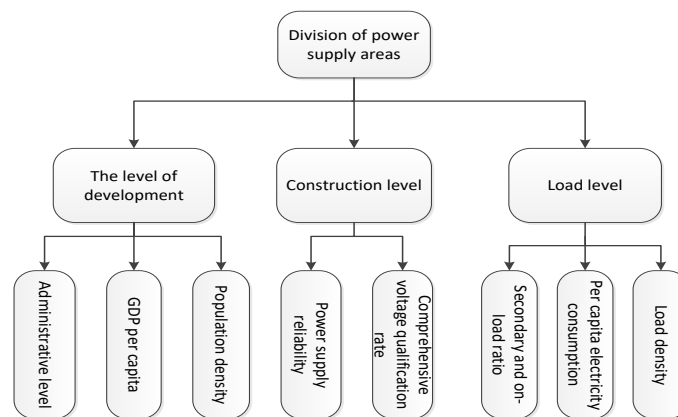 Division of power
supply areas
The level of
development
Construction level
Load level
Administrative level
GDP per capita
Population density
Power supply
reliability
Comprehensive
voltage qualification
rate
Secondary and on-
load ratio
Per capita electricity
consumption
Load density